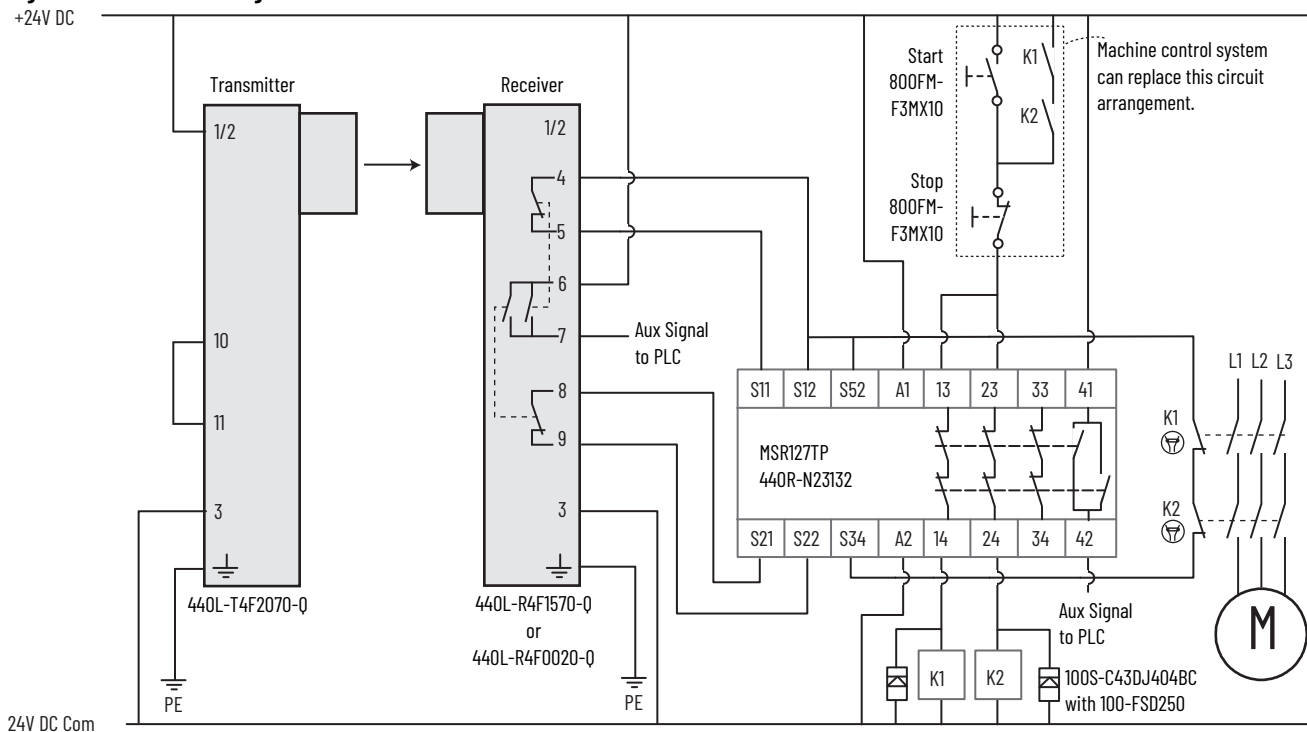 +24V DC
Transmitter
1/2
10
11
3
440L-T4F2070-Q
PE
Receiver
1/2
4
5
6
7
8
9
3
440L-R4F1570-Q
or
440L-R4F0020-Q
PE
Aux Signal
to PLC
Start
800FM-
F3MX10
K1
K2
Machine control system
can replace this circuit
arrangement.
Stop
800FM-
F3MX10
S11 S12 S52 A1 13 23 33 41
MSR127TP
440R-N23132
S21 S22 S34 A2 14 24 34 42
Aux Signal
to PLC
K1 K2
100S-C43DJ404BC
with 100-FSD250
L1 L2 L3
K1
K2
M
24V DC Com